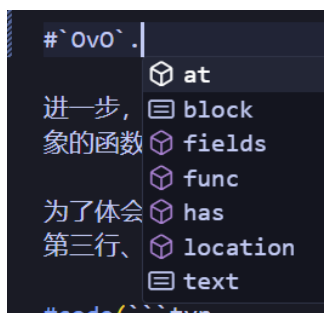 #`OvO`.
at
进一步，
block
象的函数
fields
func
为了体会
has
第三行、
location
text